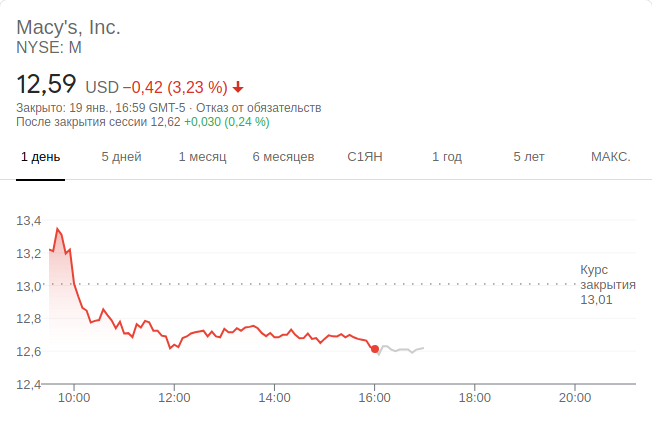 Macy's, Inc.
NYSE: M
12,59 USD −0,42 (3,23 %)
Закрыто: 19 янв., 16:59 GMT-5 · Отказ от обязательств
После закрытия сессии 12,62 +0,030 (0,24 %)
1 день 5 дней 1 месяц 6 месяцев С1ЯН 1 год 5 лет МАКС.
13,4
13,2
13,0
12,8
12,6
12,4
Курс
закрытия
13,01
10:00 12:00 14:00 16:00 18:00 20:00